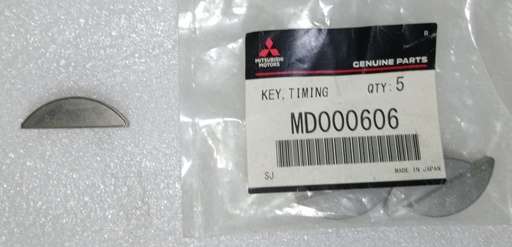 R
MITSUBISHI
MOTORS
GENUINE PARTS
KEY, TIMING QTY: 5
MD000606
SJ MADE IN JAPAN